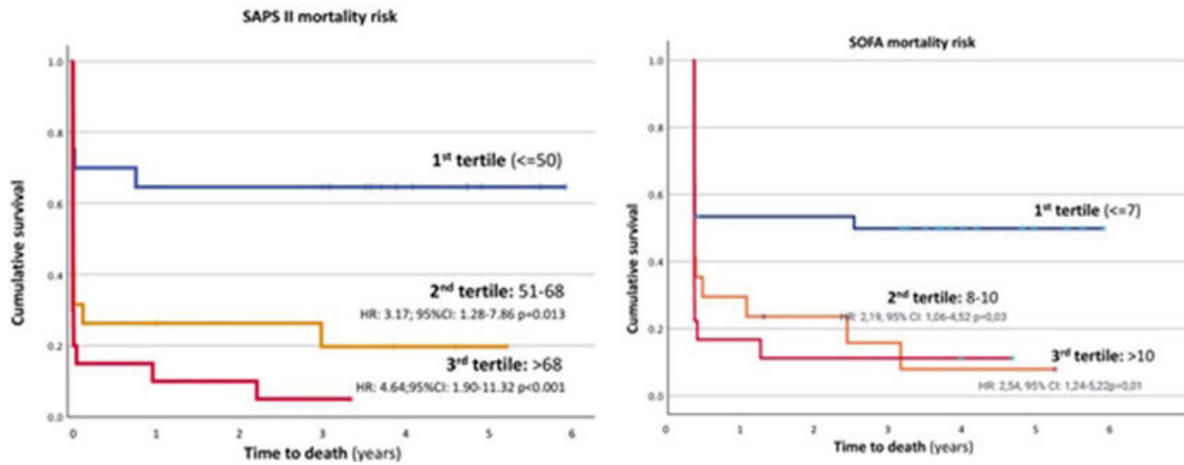 SAPS II mortality risk
1.0
0.8
0.6
0.4
0.2
0.0
Cumulative survival
1st tertile (<=50)
2nd tertile: 51-68
HR: 3.17; 95%CI: 1.28-7.86 p=0.013
3rd tertile: >68
HR: 4.64;95%CI: 1.90-11.32 p<0.001
0 1 2 3 4 5 6
Time to death (years)
SOFA mortality risk
1.0
0.8
0.6
0.4
0.2
0.0
Cumulative survival
1st tertile (<=7)
2nd tertile: 8-10
HR: 2,19, 95% CI: 1,06-4,52 p=0,03
3rd tertile: >10
HR: 2,54, 95% CI: 1,24-5,22p=0,01
0 1 2 3 4 5 6
Time to death (years)